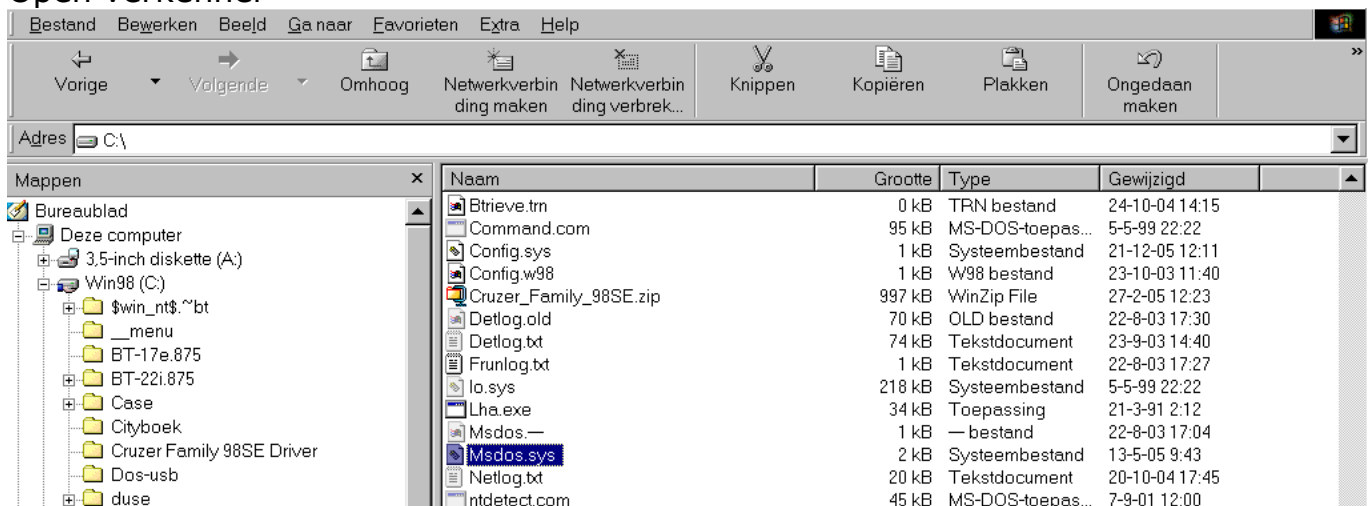 Open Verkenner
Bestand Bewerken Beeld Ga naar Favorieten Extra Help
Vorige Volgende Omhoog Netwerkverbin ding maken Netwerkverbin ding verbrek... Knippen Kopiëren Plakken Ongedaan maken »
Adres C:\
Mappen x Naam Grootte Type Gewijzigd
Bureaublad
Deze computer
3,5-inch diskette (A:)
Win98 (C:)
$win_nt$.~bt
__menu
BT-17e.875
BT-22i.875
Case
Cityboek
Cruzer Family 98SE Driver
Dos-usb
duse
Btrieve.trn 0 kB TRN bestand 24-10-04 14:15
Command.com 95 kB MS-DOS-toepas... 5-5-99 22:22
Config.sys 1 kB Systeembestand 21-12-05 12:11
Config.w98 1 kB W98 bestand 23-10-03 11:40
Cruzer_Family_98SE.zip 997 kB WinZip File 27-2-05 12:23
Detlog.old 70 kB OLD bestand 22-8-03 17:30
Detlog.txt 74 kB Tekstdocument 23-9-03 14:40
Frunlog.txt 1 kB Tekstdocument 22-8-03 17:27
Io.sys 218 kB Systeembestand 5-5-99 22:22
Lha.exe 34 kB Toepassing 21-3-91 2:12
Msdos.— 1 kB — bestand 22-8-03 17:04
Msdos.sys 2 kB Systeembestand 13-5-05 9:43
Netlog.txt 20 kB Tekstdocument 20-10-04 17:45
ntdetect.com 45 kB MS-DOS-toepas... 7-9-01 12:00